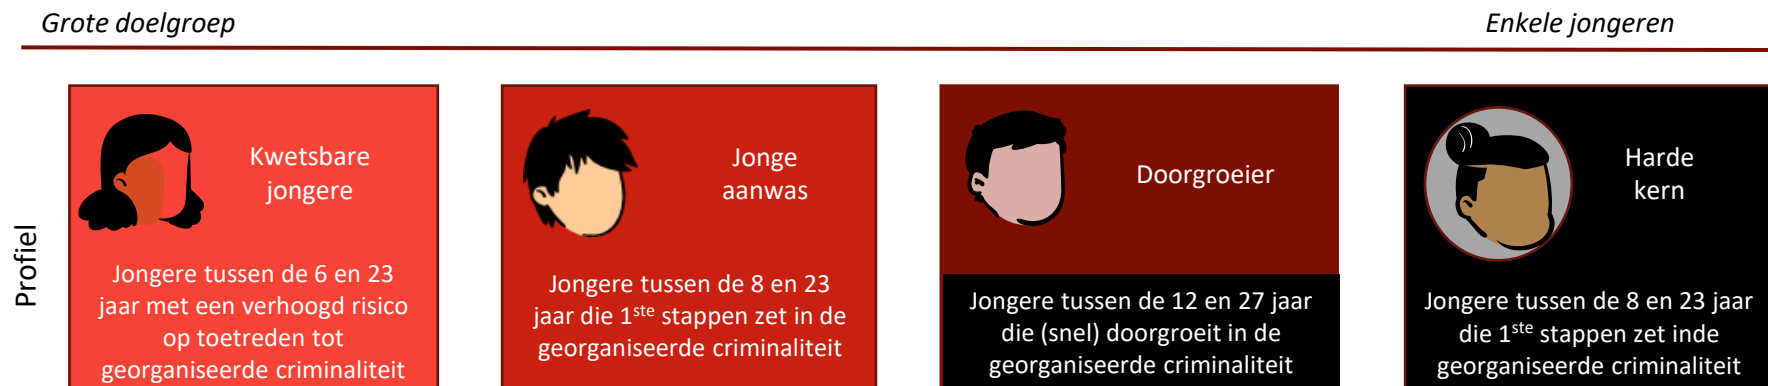 Grote doelgroep
Enkele jongeren
Profiel
Kwetsbare
jongere
Jongere tussen de 6 en 23
jaar met een verhoogd risico
op toetreden tot
georganiseerde criminaliteit
Jonge
aanwas
Jongere tussen de 8 en 23
jaar die 1ste stappen zet in de
georganiseerde criminaliteit
Doorgroeier
Jongere tussen de 12 en 27 jaar
die (snel) doorgroeit in de
georganiseerde criminaliteit
Harde
kern
Jongere tussen de 8 en 23 jaar
die 1ste stappen zet inde
georganiseerde criminaliteit